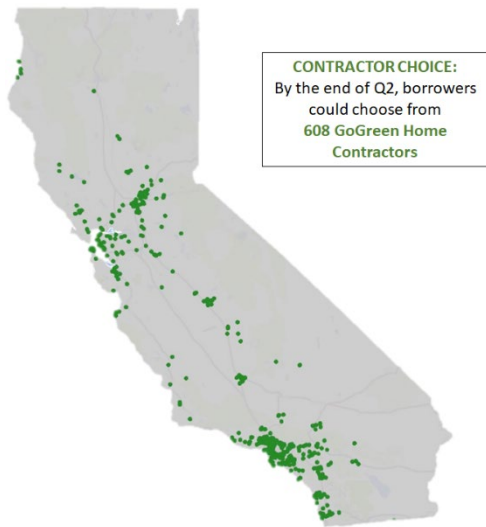 CONTRACTOR CHOICE:
By the end of Q2, borrowers
could choose from
608 GoGreen Home
Contractors